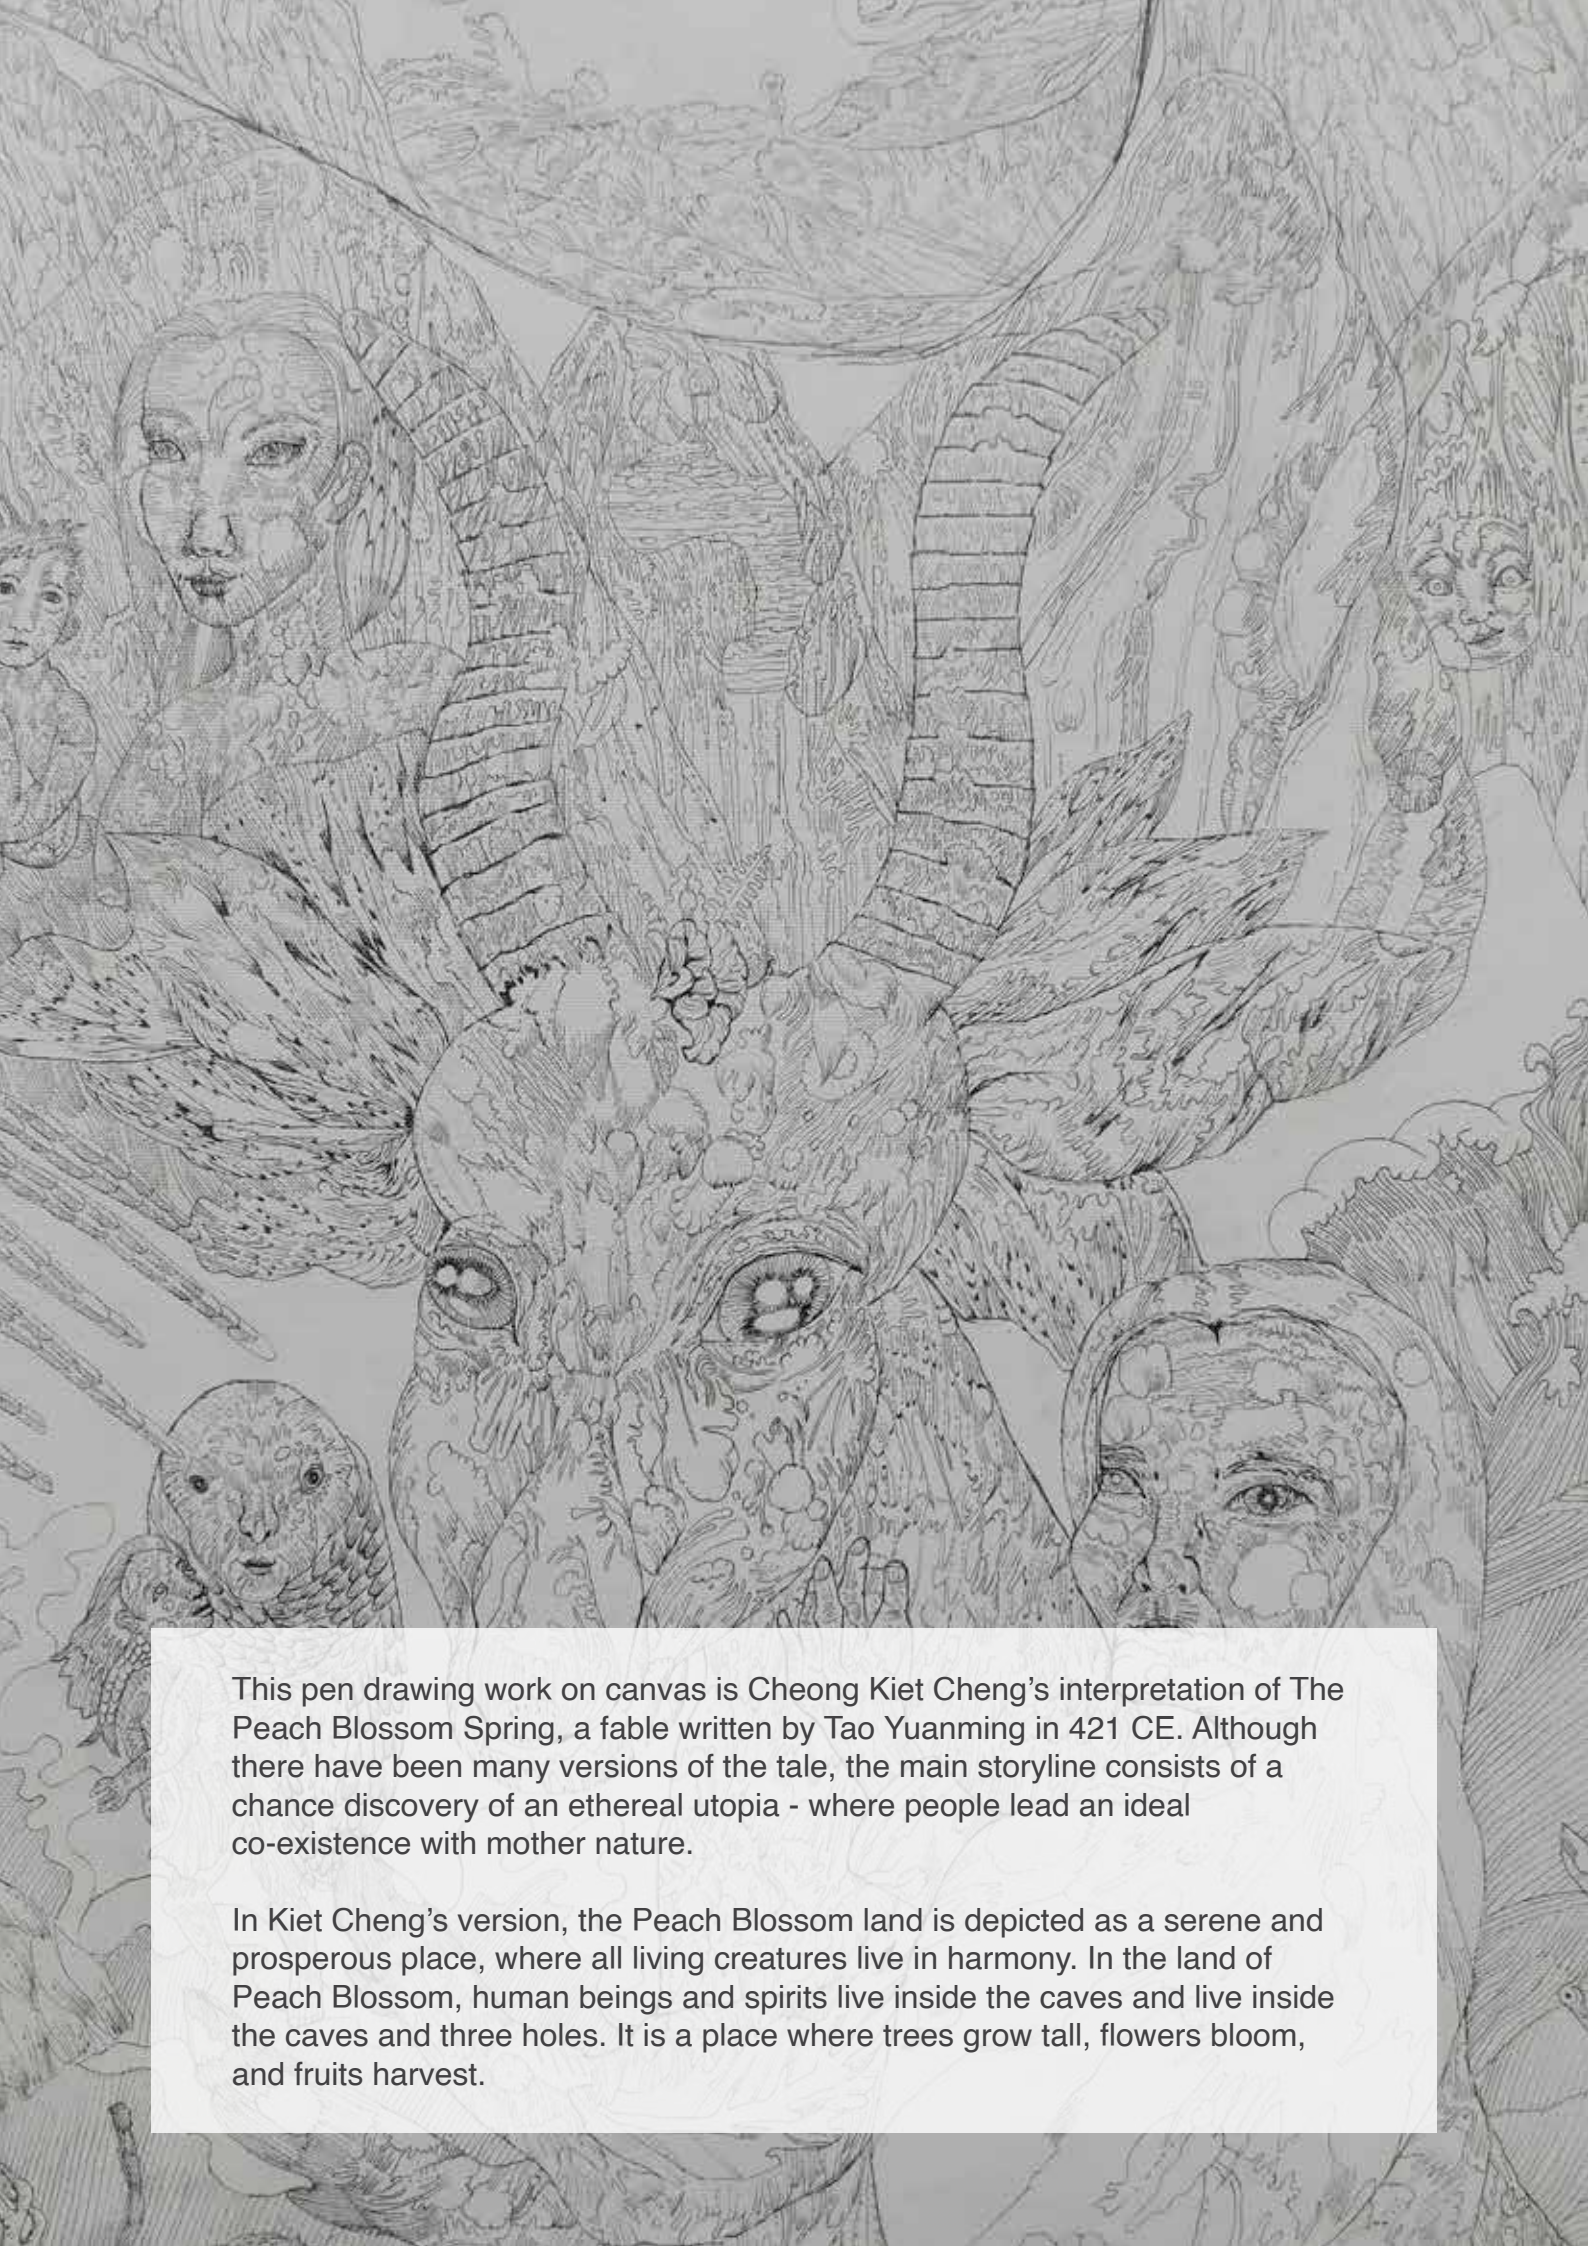 This pen drawing work on canvas is Cheong Kiet Cheng’s interpretation of The
Peach Blossom Spring, a fable written by Tao Yuanming in 421 CE. Although
there have been many versions of the tale, the main storyline consists of a
chance discovery of an ethereal utopia - where people lead an ideal
co-existence with mother nature.
In Kiet Cheng’s version, the Peach Blossom land is depicted as a serene and
prosperous place, where all living creatures live in harmony. In the land of
Peach Blossom, human beings and spirits live inside the caves and live inside
the caves and three holes. It is a place where trees grow tall, flowers bloom,
and fruits harvest.